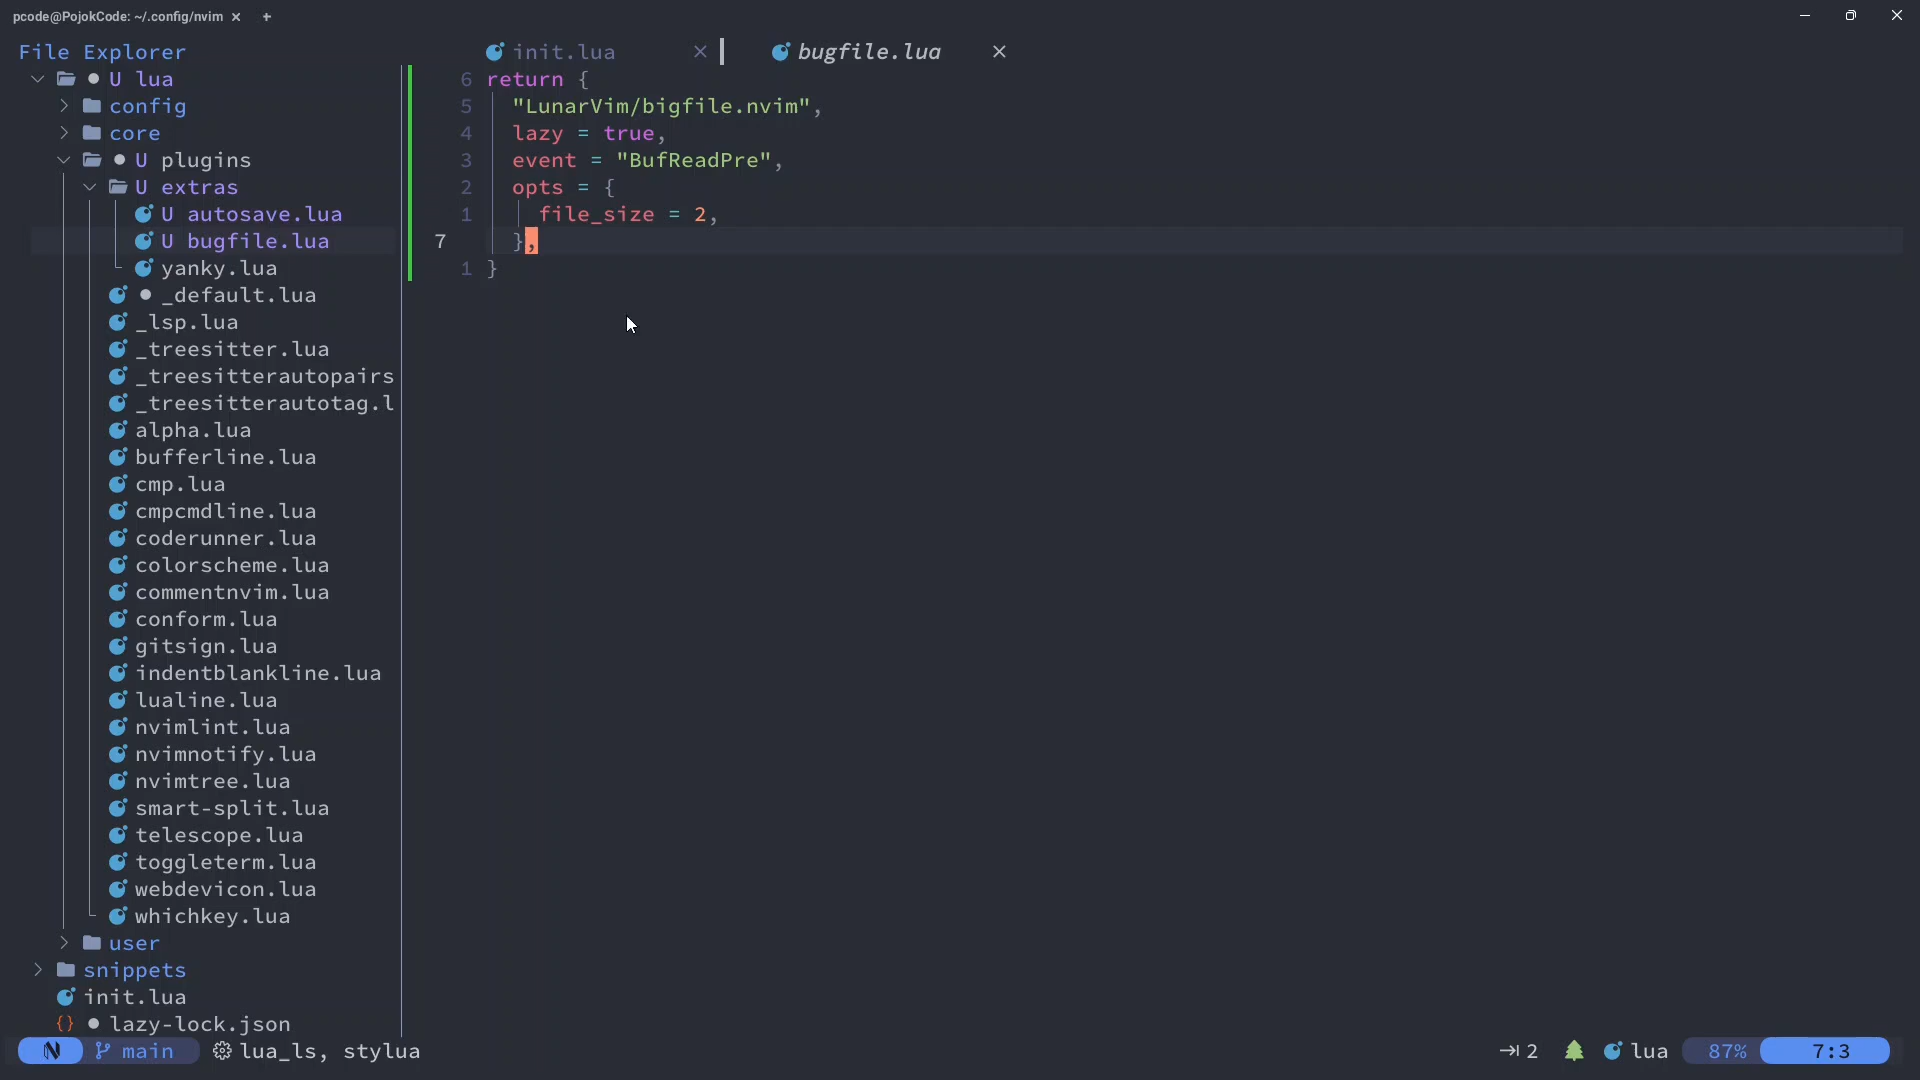 pcode@PojokCode: ~/.config/nvim × +
File Explorer
U lua
config
core
U plugins
U extras
U autosave.lua
U bugfile.lua
yanky.lua
_default.lua
_lsp.lua
_treesitter.lua
_treesitterautopairs
_treesitterautotag.l
alpha.lua
bufferline.lua
cmp.lua
cmpcmdline.lua
coderunner.lua
colorscheme.lua
commentnvim.lua
conform.lua
gitsign.lua
indentblankline.lua
lualine.lua
nvimlint.lua
nvimnotify.lua
nvimtree.lua
smart-split.lua
telescope.lua
toggleterm.lua
webdevicon.lua
whichkey.lua
user
snippets
init.lua
{} lazy-lock.json
init.lua × bugfile.lua ×
6 return {
5 "LunarVim/bigfile.nvim",
4 lazy = true,
3 event = "BufReadPre",
2 opts = {
1 file_size = 2,
7 },
1 }
N main lua_ls, stylua 2 lua 87% 7:3